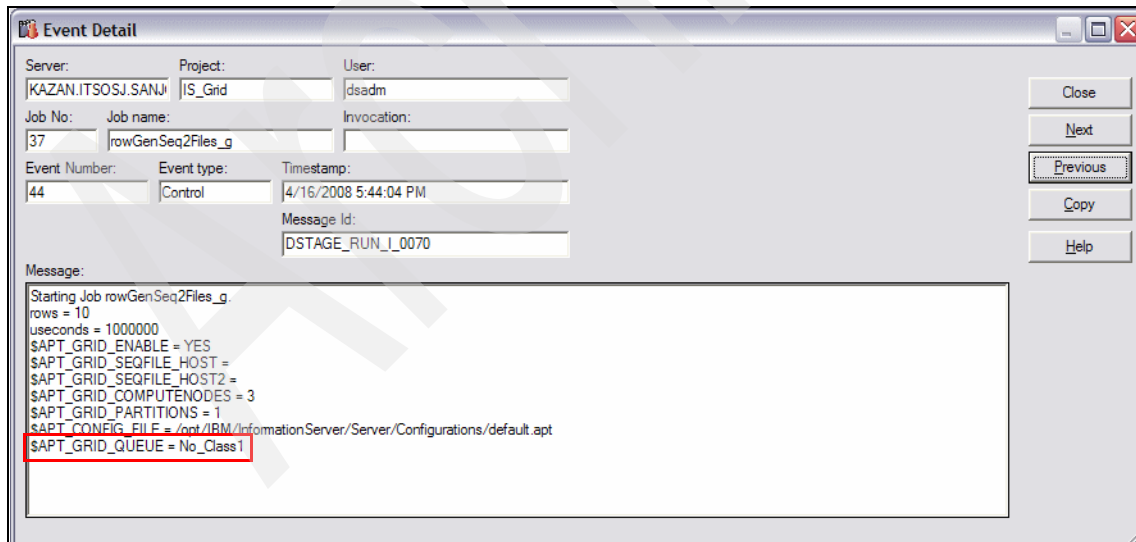 Event Detail
Server: Project: User:
KAZAN.ITSOSJ.SANJ IS_Grid dsadm
Close
Job No: Job name: Invocation:
37 rowGenSeq2Files_g
Next
Event Number: Event type: Timestamp:
44 Control 4/16/2008 5:44:04 PM
Previous
Message Id:
Copy
DSTAGE_RUN_I_0070
Help
Message:
Starting Job rowGenSeq2Files_g.
rows = 10
useconds = 1000000
$APT_GRID_ENABLE = YES
$APT_GRID_SEQFILE_HOST =
$APT_GRID_SEQFILE_HOST2 =
$APT_GRID_COMPUTENODES = 3
$APT_GRID_PARTITIONS = 1
$APT_CONFIG_FILE = /opt/IBM/InformationServer/Server/Configurations/default.apt
$APT_GRID_QUEUE = No_Class1